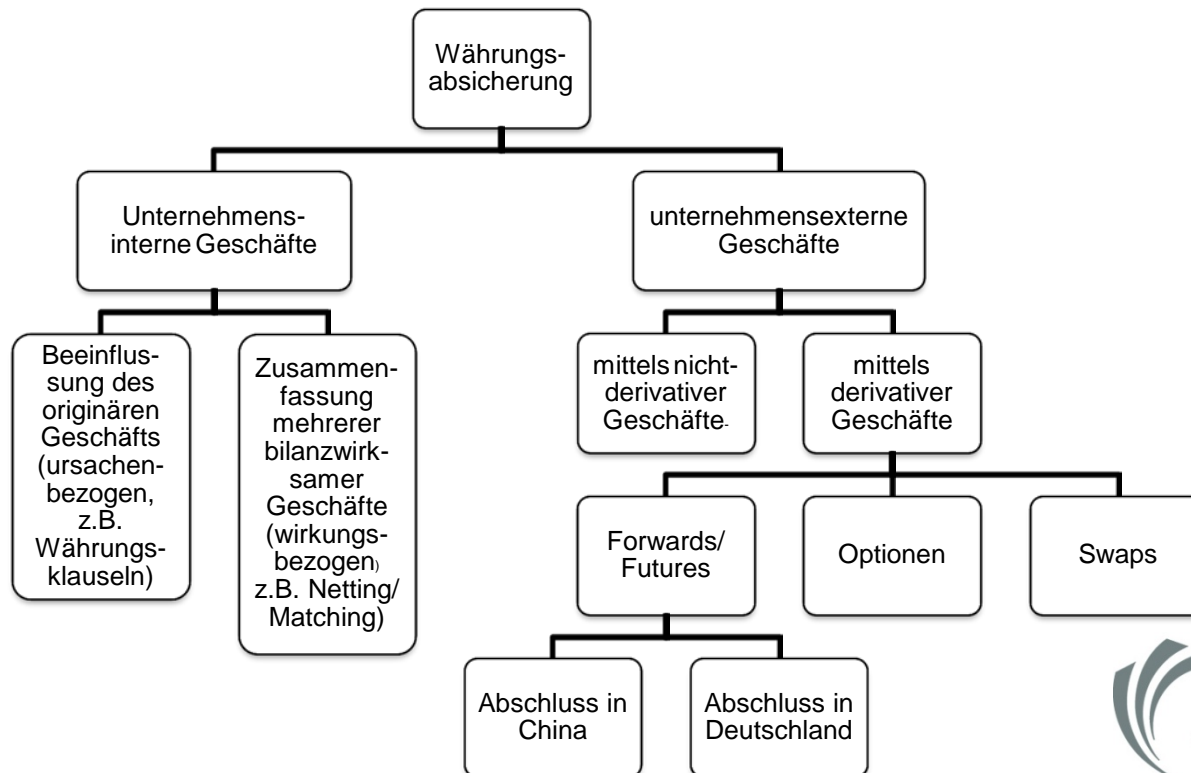 Währungs-
absicherung
Unternehmens-
interne Geschäfte
unternehmensexterne
Geschäfte
Beeinflus-
sung des
originären
Geschäfts
(ursachen-
bezogen,
z.B.
Währungs-
klauseln)
Zusammen-
fassung
mehrerer
bilanzwirk-
samer
Geschäfte
(wirkungs-
bezogen)
z.B. Netting/
Matching)
mittels nicht-
derivativer
Geschäfte-
mittels
derivativer
Geschäfte
Forwards/
Futures
Optionen
Swaps
Abschluss in
China
Abschluss in
Deutschland